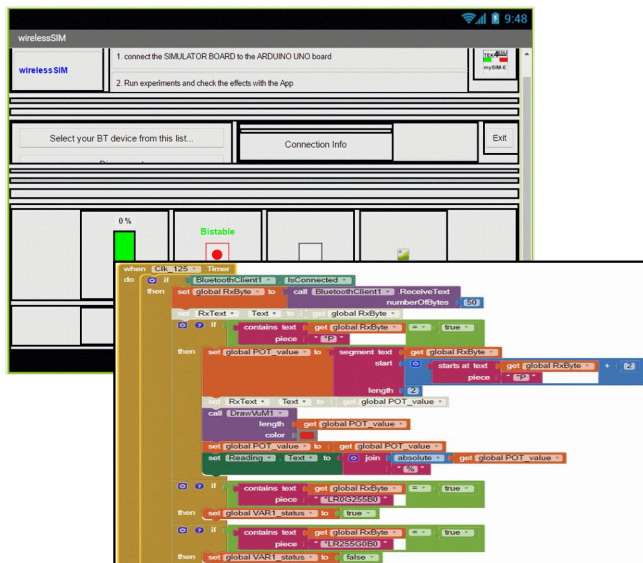 9:48
wirelessSIM
wirelessSIM
1. connect the SIMULATOR BOARD to the ARDUINO UNO board
2. Run experiments and check the effects with the App
mySIM-E
Select your BT device from this list...
Connection Info
Exit
0 %
Bistable
when Clk_125 . Timer
do if BluetoothClient1 . IsConnected
then set global RxByte to call BluetoothClient1 . ReceiveText
numberOfBytes 50
set RxText . Text to get global RxByte
if contains text get global RxByte = true
piece " *P "
then set global POT_value to segment text get global RxByte
start starts at text get global RxByte + 2
piece " *P "
length 2
set RxText . Text to get global POT_value
call DrawVuM1
length get global POT_value
color
set global POT_value to get global POT_value
set Reading . Text to join absolute get global POT_value
" % "
if contains text get global RxByte = true
piece " *LR0G255B0 "
then set global VAR1_status to true
if contains text get global RxByte = true
piece " *LR255G0B0 "
then set global VAR1_status to false